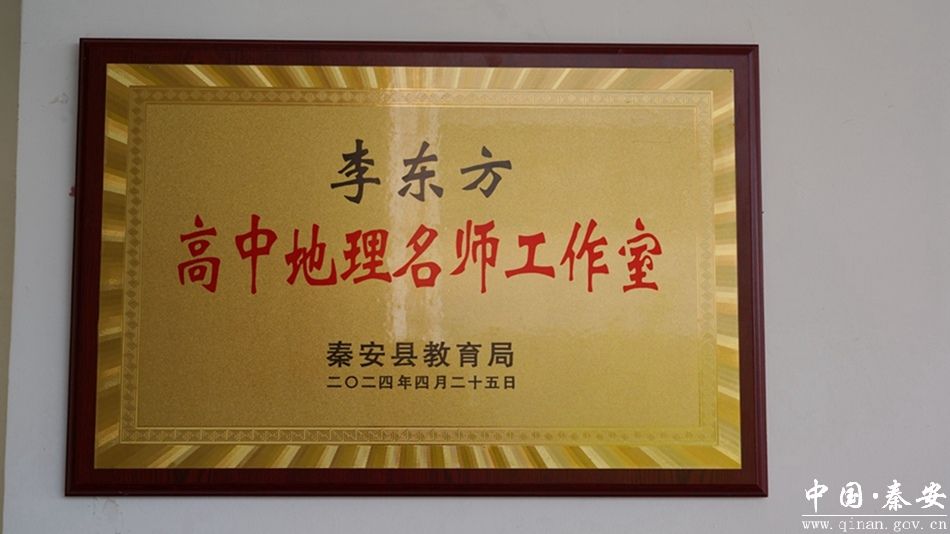 李东方
高中地理名师工作室
秦安县教育局
二〇二四年四月二十五日
中国·秦安
www.qinan.gov.cn